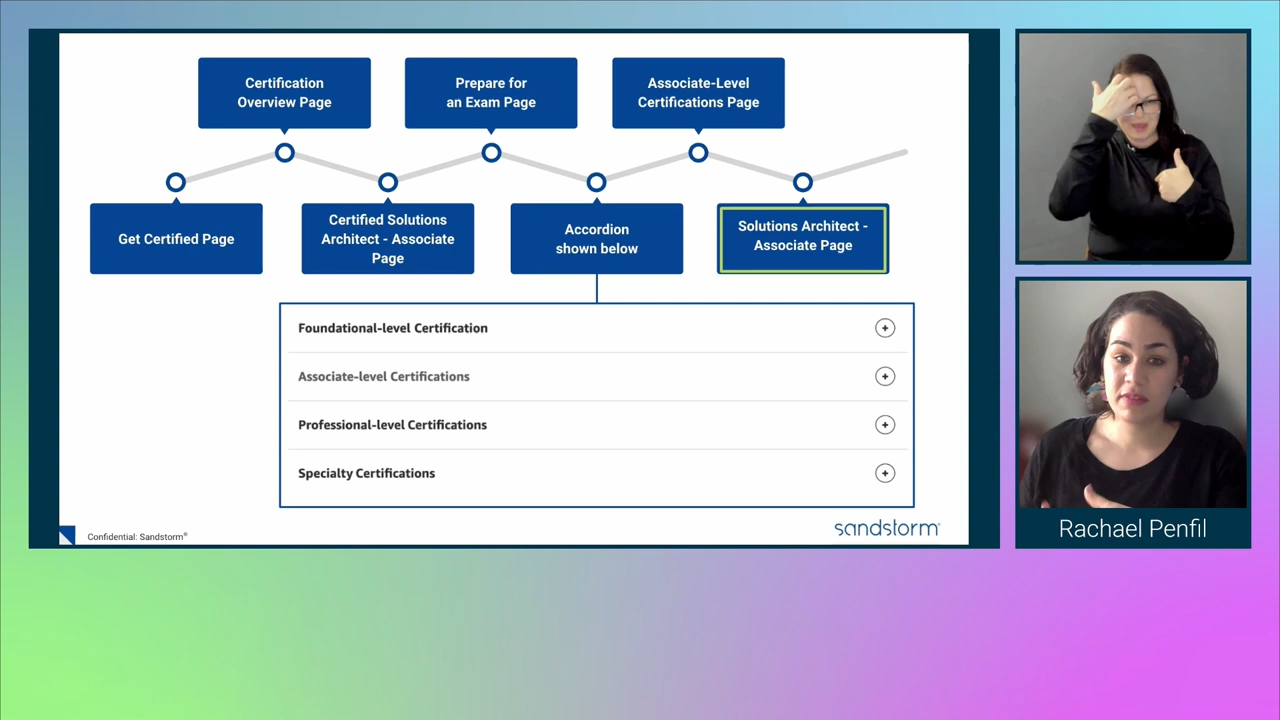 Certification
Overview Page
Prepare for
an Exam Page
Associate-Level
Certifications Page
Get Certified Page
Certified Solutions
Architect - Associate
Page
Accordion
shown below
Solutions Architect -
Associate Page
Foundational-level Certification
Associate-level Certifications
Professional-level Certifications
Specialty Certifications
Confidential: Sandstorm®
sandstorm®
Rachael Penfil